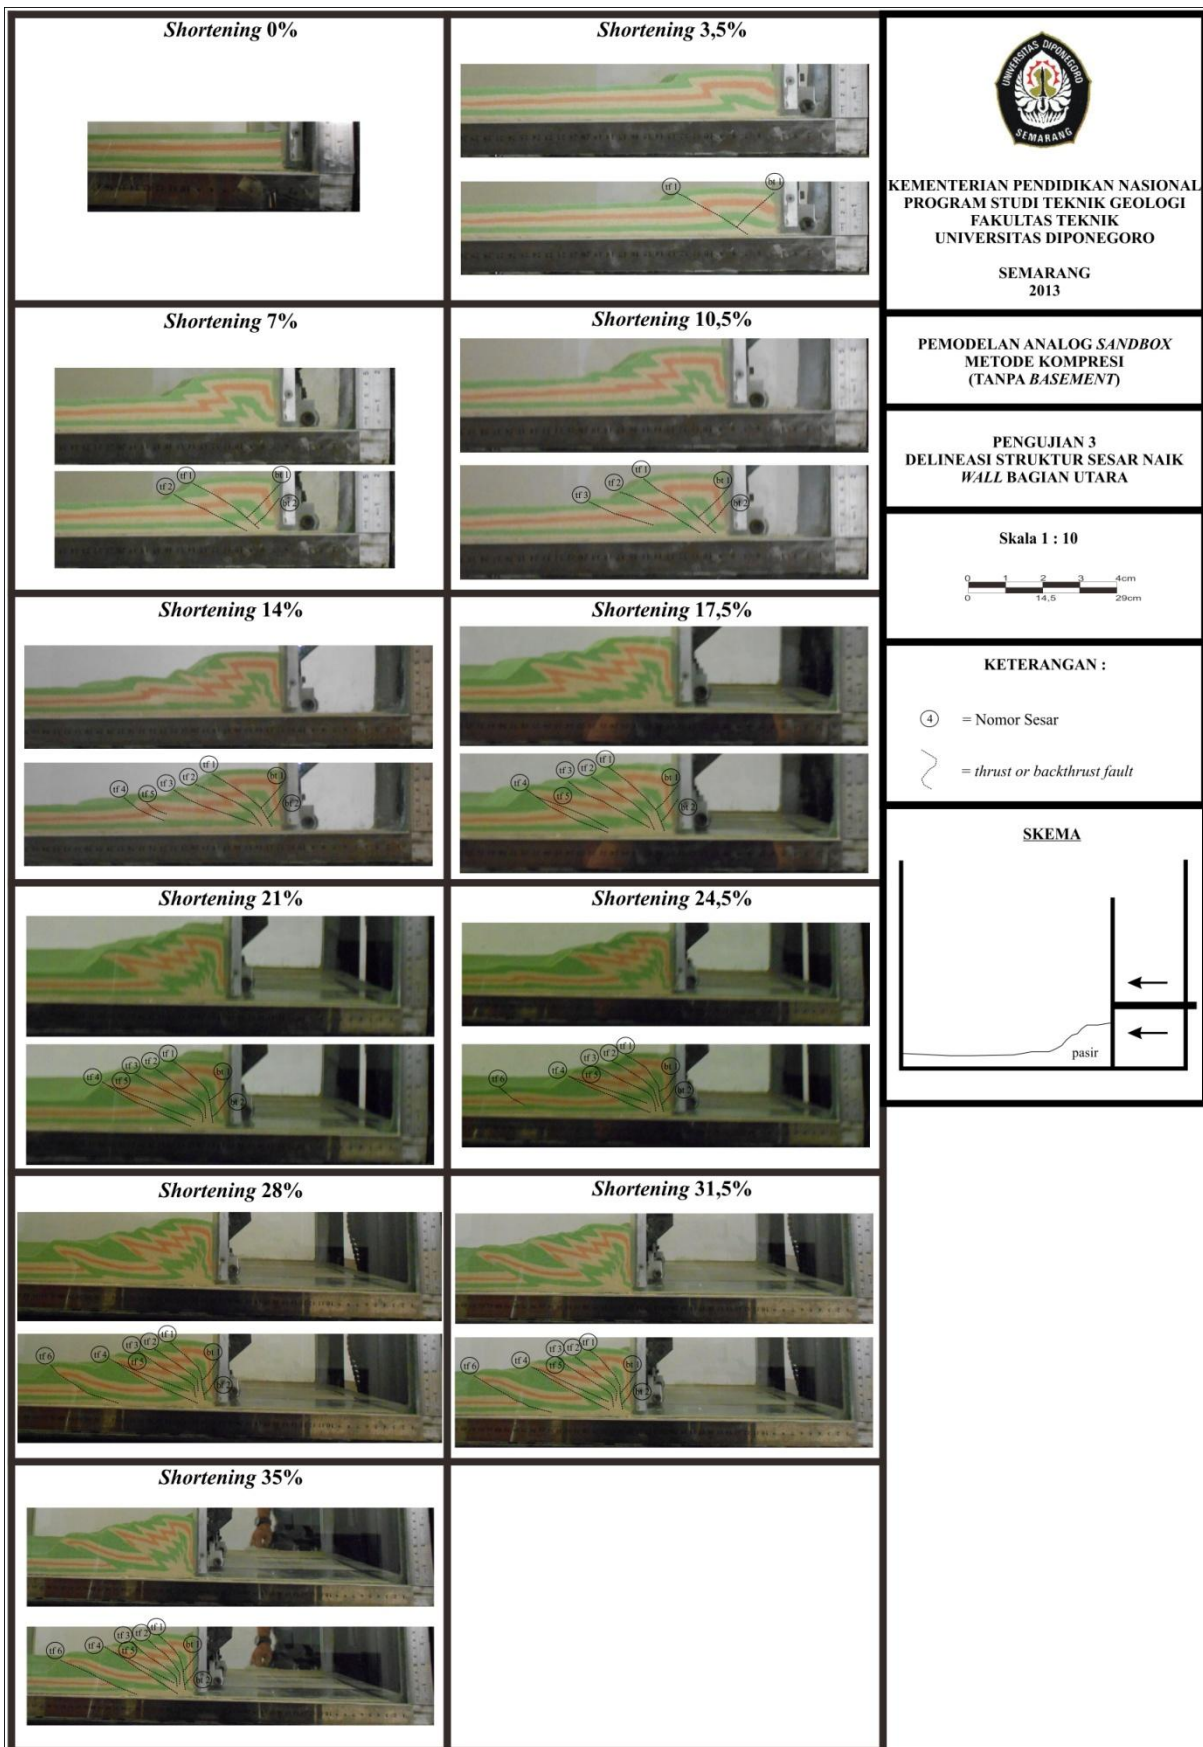 Shortening 0%
Shortening 3,5%
tf 1
bt 1
Shortening 7%
tf 1
tf 2
bt 1
bt 2
Shortening 10,5%
tf 1
tf 2
tf 3
bt 1
bt 2
Shortening 14%
tf 1
tf 2
tf 3
tf 4
tf 5
bt 1
bt 2
Shortening 17,5%
tf 1
tf 2
tf 3
tf 4
tf 5
bt 1
bt 2
Shortening 21%
tf 1
tf 2
tf 3
tf 4
tf 5
bt 1
bt 2
Shortening 24,5%
tf 1
tf 2
tf 3
tf 4
tf 5
tf 6
bt 1
bt 2
Shortening 28%
tf 1
tf 2
tf 3
tf 4
tf 5
tf 6
bt 1
bt 2
Shortening 31,5%
tf 1
tf 2
tf 3
tf 4
tf 5
tf 6
bt 1
bt 2
Shortening 35%
tf 1
tf 2
tf 3
tf 4
tf 5
tf 6
bt 1
bt 2
UNIVERSITAS DIPONEGORO
SEMARANG
KEMENTERIAN PENDIDIKAN NASIONAL
PROGRAM STUDI TEKNIK GEOLOGI
FAKULTAS TEKNIK
UNIVERSITAS DIPONEGORO
SEMARANG
2013
PEMODELAN ANALOG SANDBOX
METODE KOMPRESI
(TANPA BASEMENT)
PENGUJIAN 3
DELINEASI STRUKTUR SESAR NAIK
WALL BAGIAN UTARA
Skala 1 : 10
0 1 2 3 4cm
0 14,5 29cm
KETERANGAN :
4 = Nomor Sesar
= thrust or backthrust fault
SKEMA
pasir